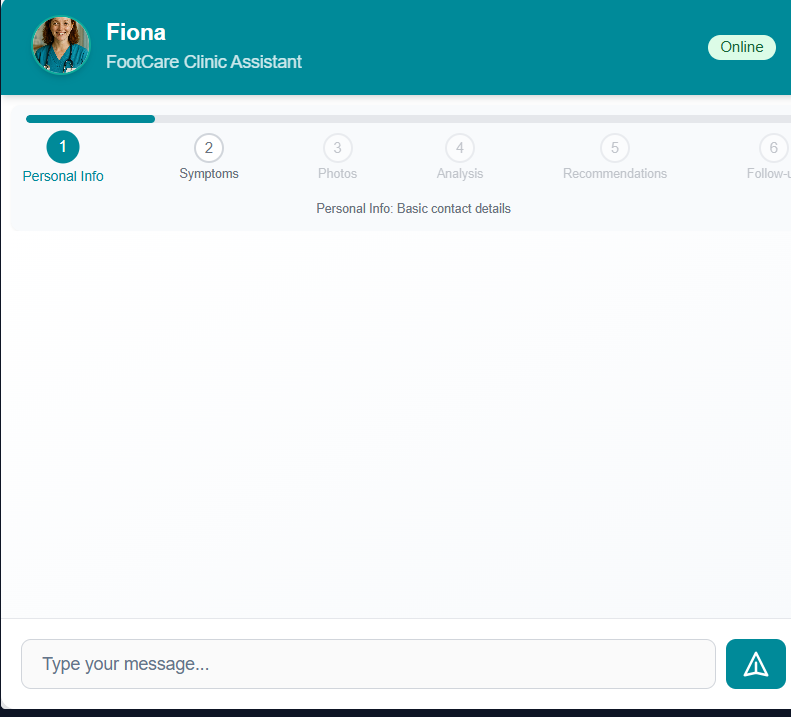 Fiona
FootCare Clinic Assistant
Online
1 2 3 4 5 6
Personal Info Symptoms Photos Analysis Recommendations Follow-u
Personal Info: Basic contact details
Type your message...